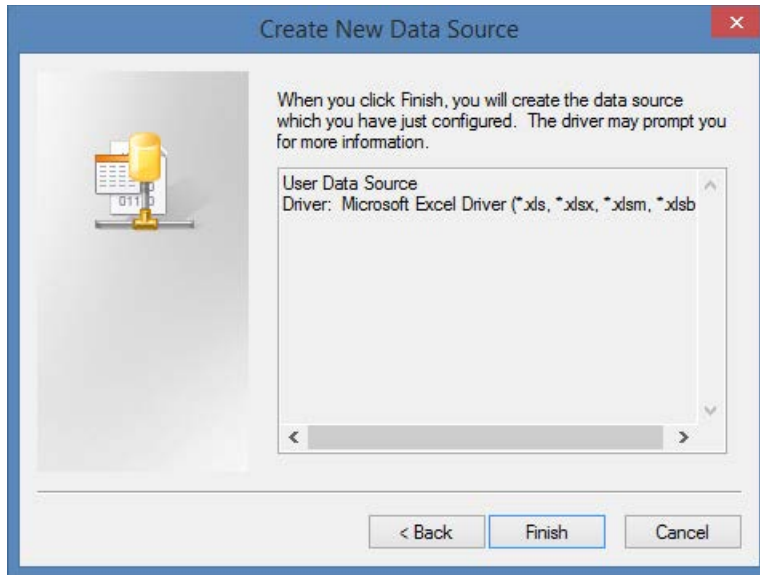 Create New Data Source
When you click Finish, you will create the data source
which you have just configured. The driver may prompt you
for more information.
User Data Source
Driver: Microsoft Excel Driver (*.xls, *.xlsx, *.xlsm, *.xlsb
01110
< Back
Finish
Cancel